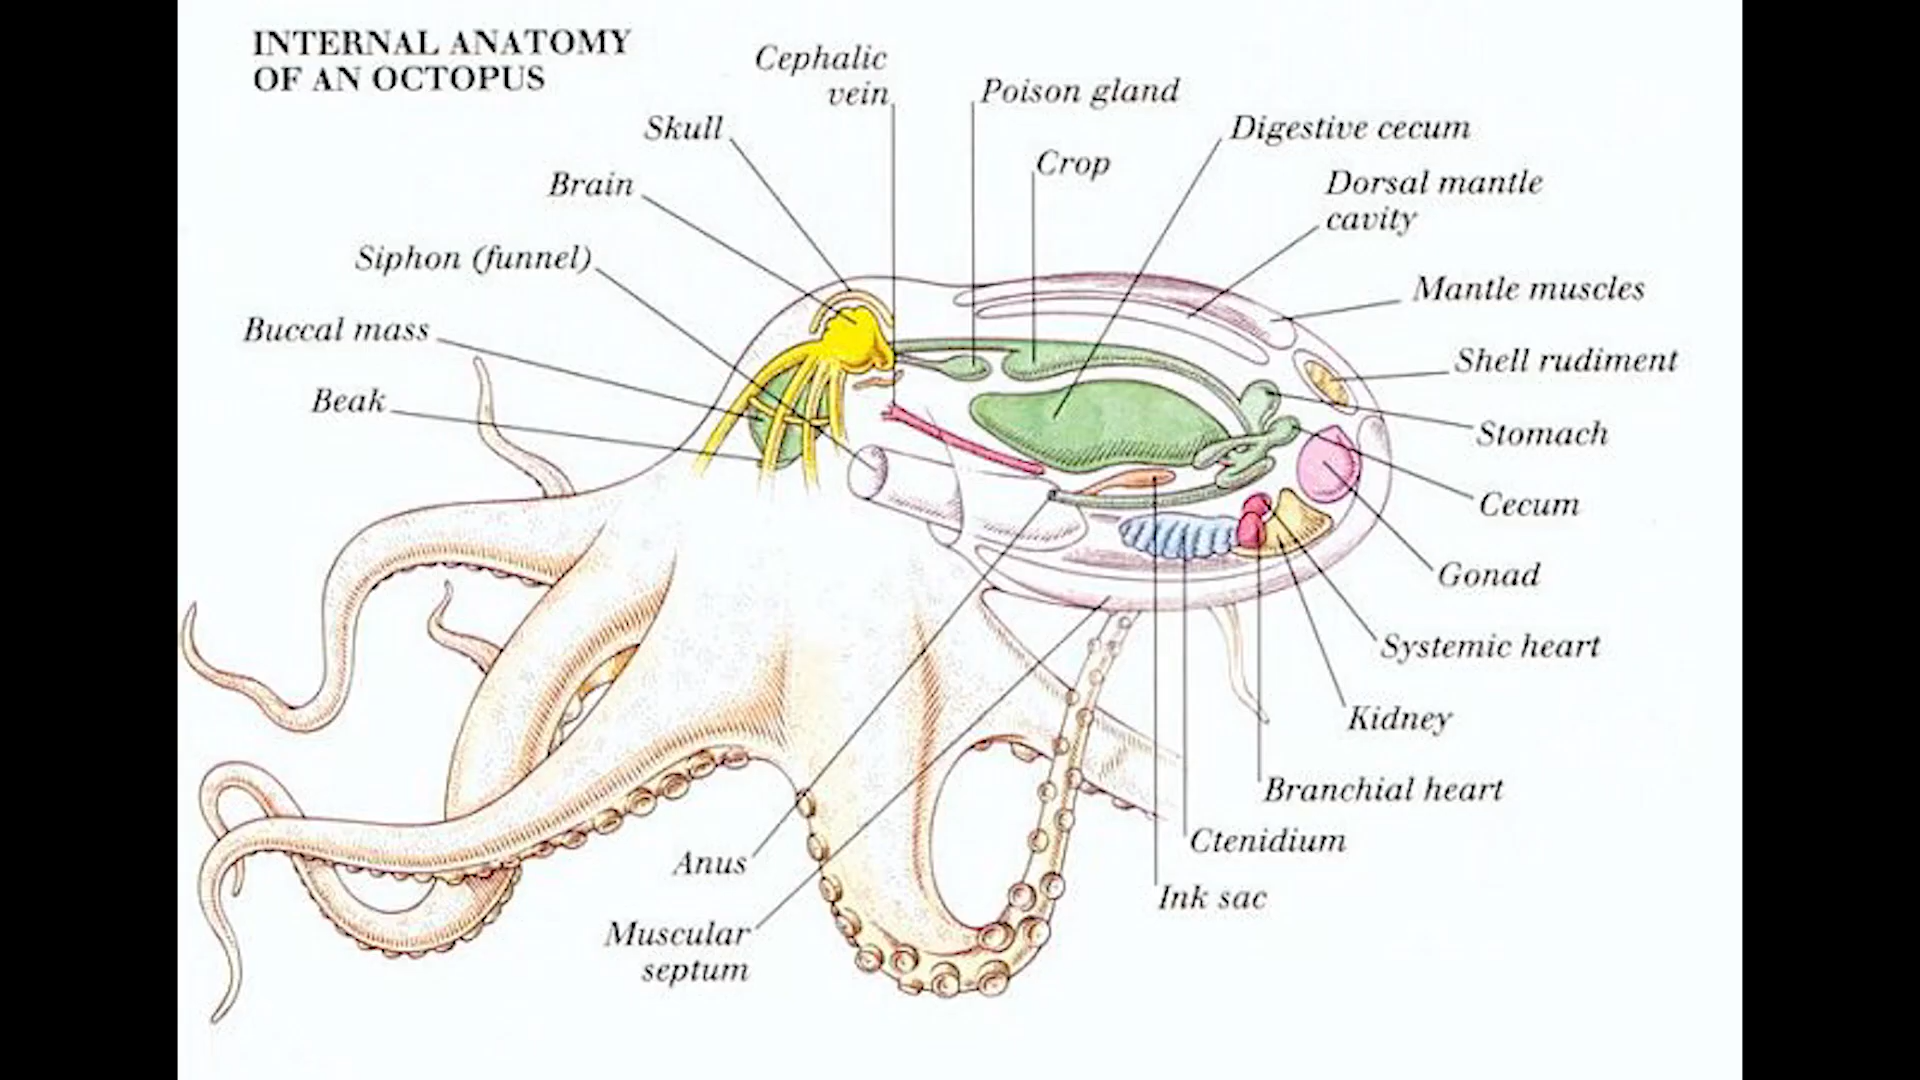 INTERNAL ANATOMY
OF AN OCTOPUS
Cephalic
vein
Poison gland
Skull
Digestive cecum
Crop
Brain
Dorsal mantle
cavity
Siphon (funnel)
Mantle muscles
Buccal mass
Shell rudiment
Beak
Stomach
Cecum
Gonad
Systemic heart
Kidney
Branchial heart
Ctenidium
Anus
Ink sac
Muscular
septum